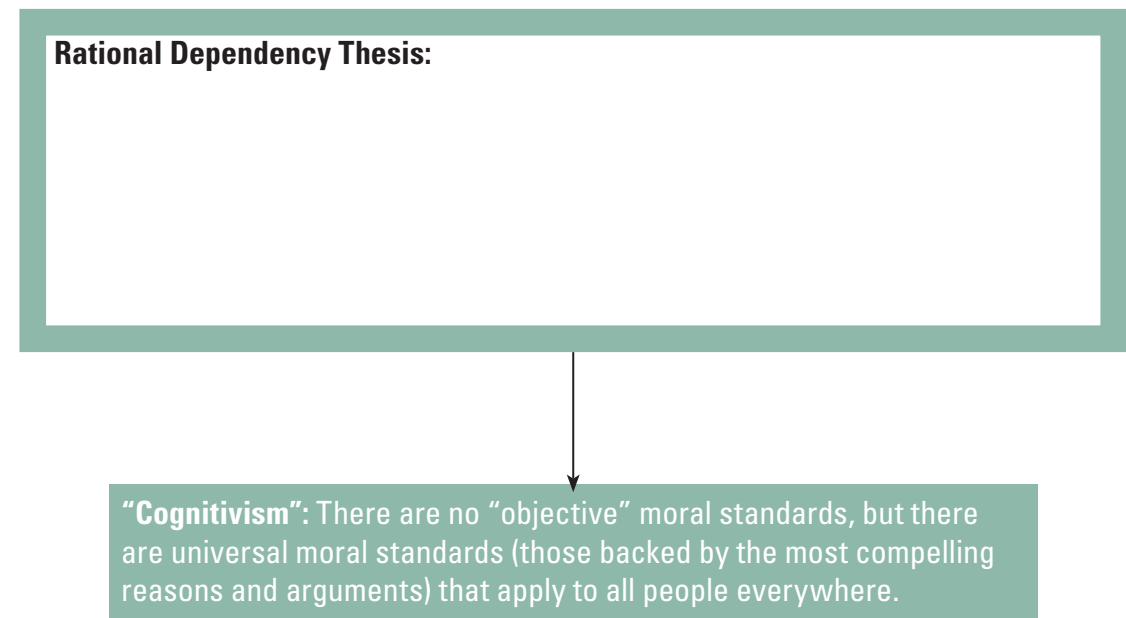 Rational Dependency Thesis:
“Cognitivism”: There are no “objective” moral standards, but there
are universal moral standards (those backed by the most compelling
reasons and arguments) that apply to all people everywhere.